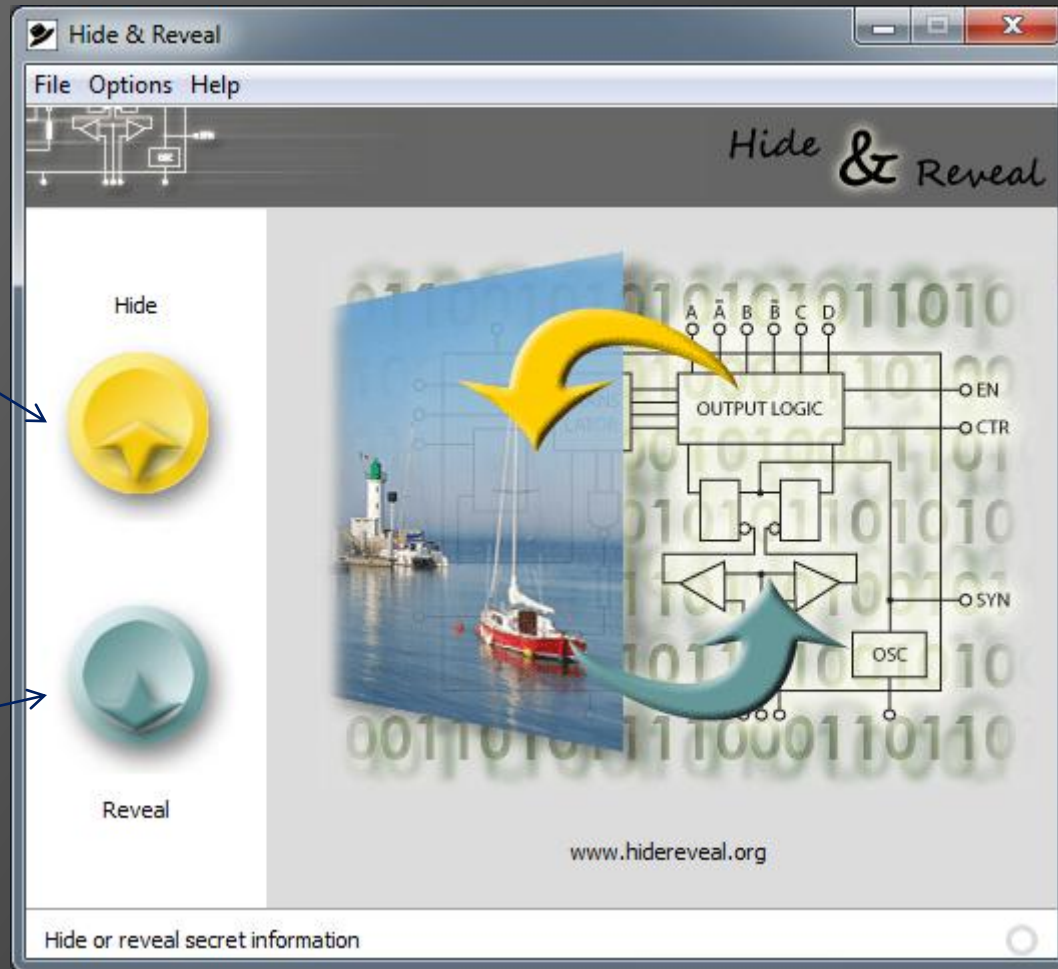 Hide & Reveal
File Options Help
OSC
Hide & Reveal
Hide
A Ā B B̄ C D
EN
OUTPUT LOGIC
CTR
SYN
OSC
Reveal
www.hidereveal.org
Hide or reveal secret information